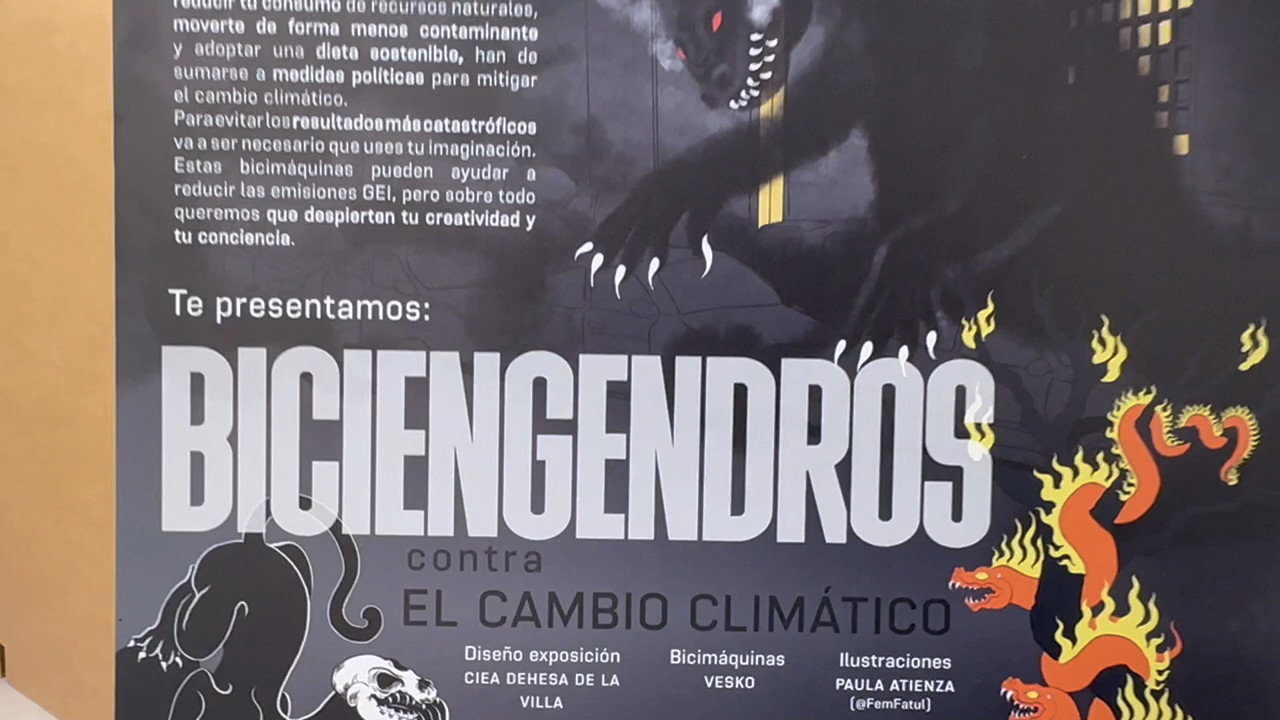 reducir tu consumo de recursos naturales,
moverte de forma menos contaminante
y adoptar una dieta sostenible, han de
sumarse a medidas políticas para mitigar
el cambio climático.
Para evitar los resultados más catastróficos
va a ser necesario que uses tu imaginación.
Estas bicimáquinas pueden ayudar a
reducir las emisiones GEI, pero sobre todo
queremos que despierten tu creatividad y
tu conciencia.
Te presentamos:
BICIENGENDROS
contra
EL CAMBIO CLIMÁTICO
Diseño exposición
CIEA DEHESA DE LA
VILLA
Bicimáquinas
VESKO
Ilustraciones
PAULA ATIENZA
(@FemFatul)